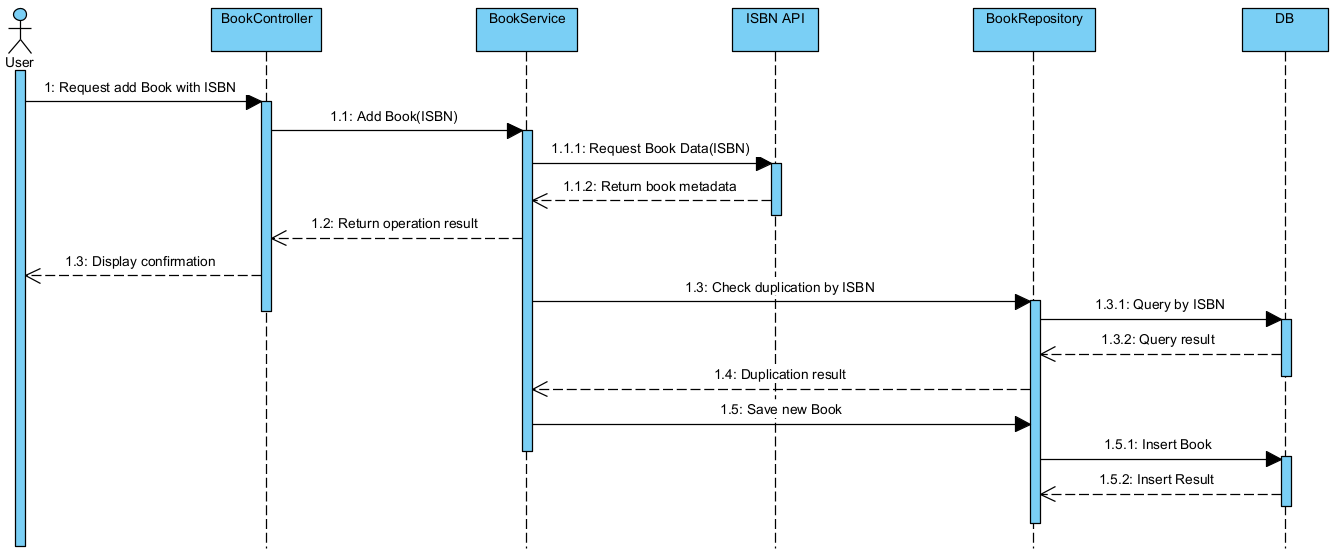 BookController
BookService
ISBN API
BookRepository
DB
User
1: Request add Book with ISBN
1.1: Add Book(ISBN)
1.1.1: Request Book Data(ISBN)
1.1.2: Return book metadata
1.2: Return operation result
1.3: Display confirmation
1.3: Check duplication by ISBN
1.3.1: Query by ISBN
1.3.2: Query result
1.4: Duplication result
1.5: Save new Book
1.5.1: Insert Book
1.5.2: Insert Result